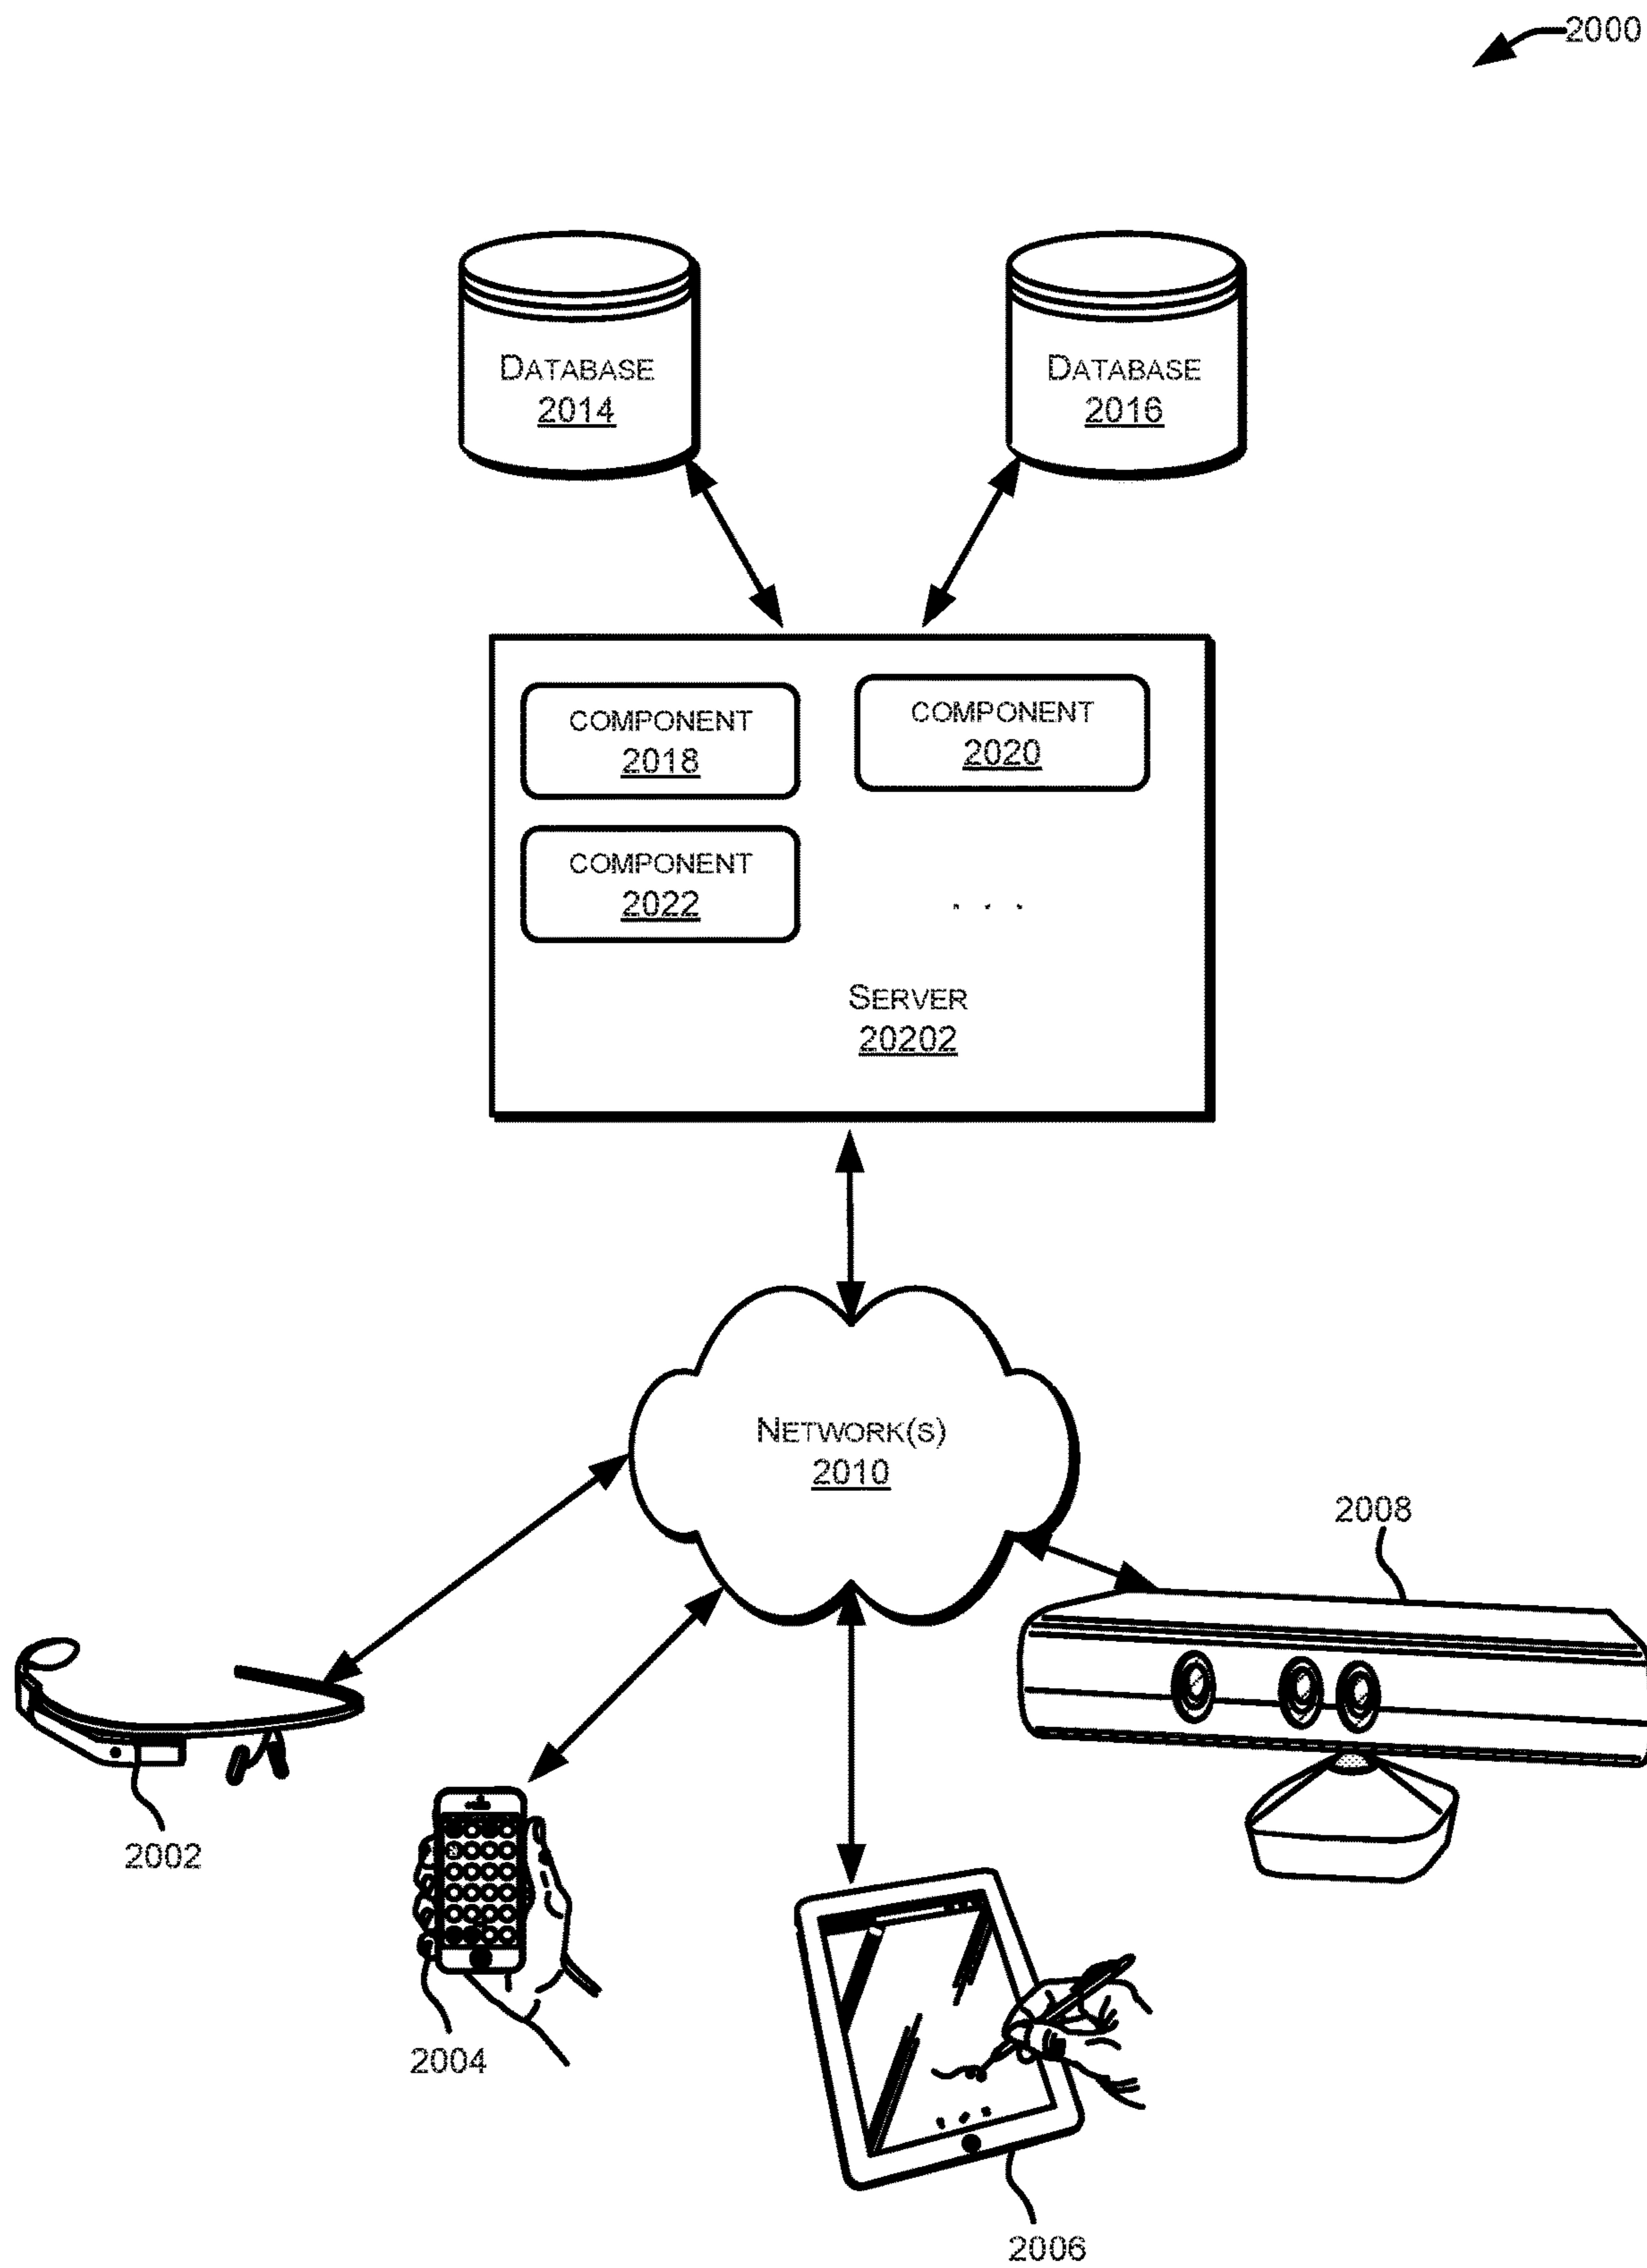 2000
DATABASE
2014
DATABASE
2016
COMPONENT
2018
COMPONENT
2020
COMPONENT
2022
. . .
SERVER
20202
NETWORK(S)
2010
2008
2002
2004
2006